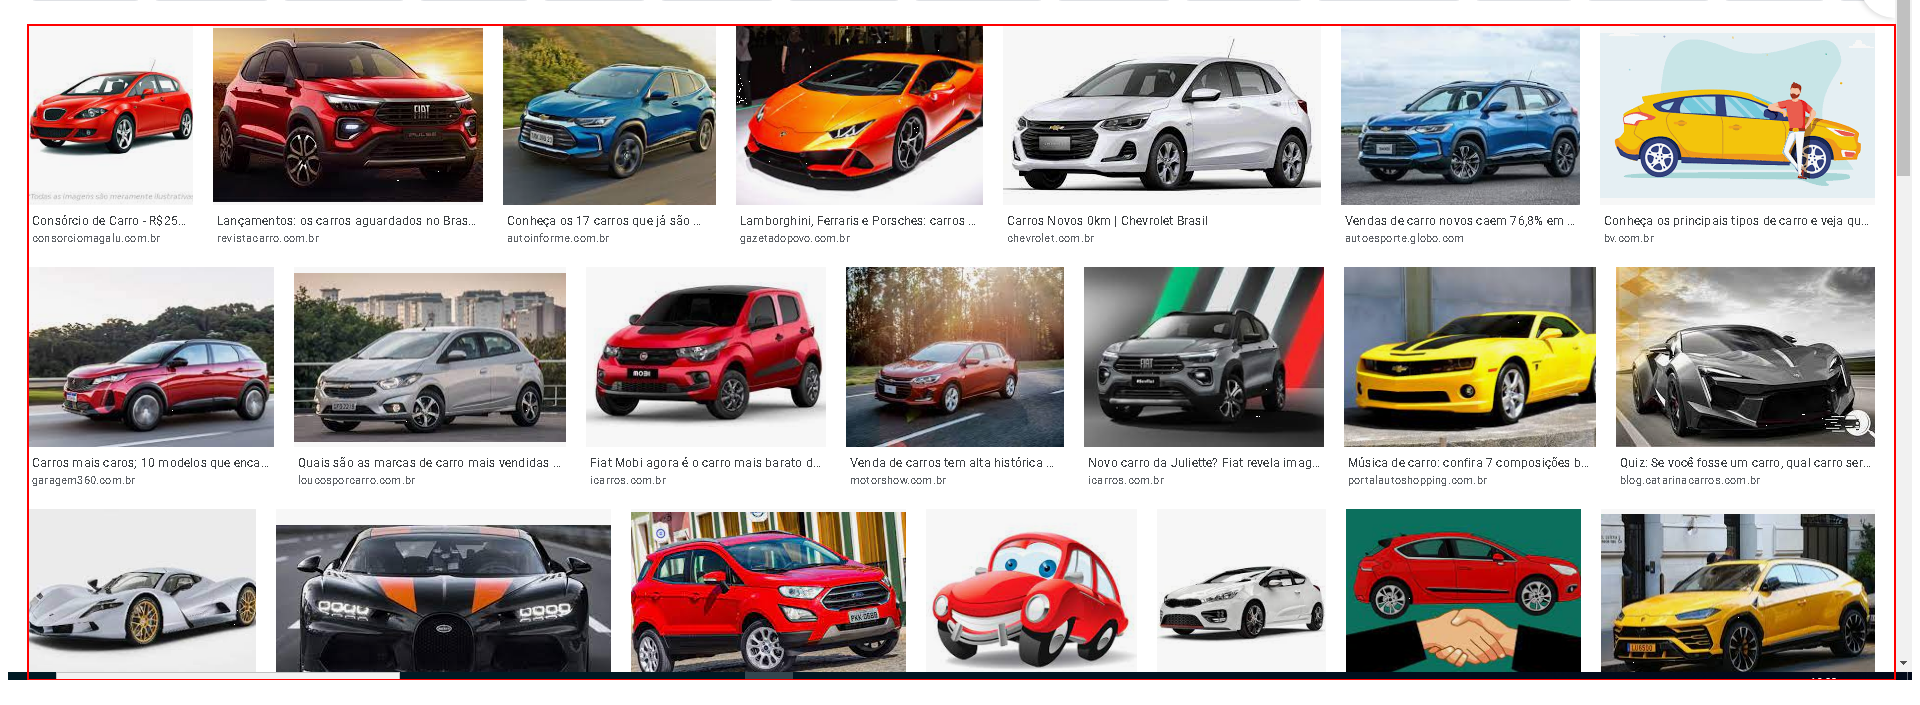 *Todas as imagem são meramente ilustrativas
FIAT
PULSE
Consórcio de Carro - R$25...
Lançamentos: os carros aguardados no Bras...
Conheça os 17 carros que já são ...
Lamborghini, Ferraris e Porsches: carros ...
Carros Novos 0km | Chevrolet Brasil
Vendas de carro novos caem 76,8% em ...
Conheça os principais tipos de carro e veja qu...
consorciomagalu.com.br
revistacarro.com.br
autoinforme.com.br
gazetadopovo.com.br
chevrolet.com.br
autoesporte.globo.com
bv.com.br
MOBI
FIAT
Carros mais caros; 10 modelos que enca...
Quais são as marcas de carro mais vendidas ...
Fiat Mobi agora é o carro mais barato d...
Venda de carros tem alta histórica ...
Novo carro da Juliette? Fiat revela imag...
Música de carro: confira 7 composições b...
Quiz: Se você fosse um carro, qual carro ser...
garagem360.com.br
loucosporcarro.com.br
icarros.com.br
motorshow.com.br
icarros.com.br
portalautoshopping.com.br
blog.catarinacarros.com.br